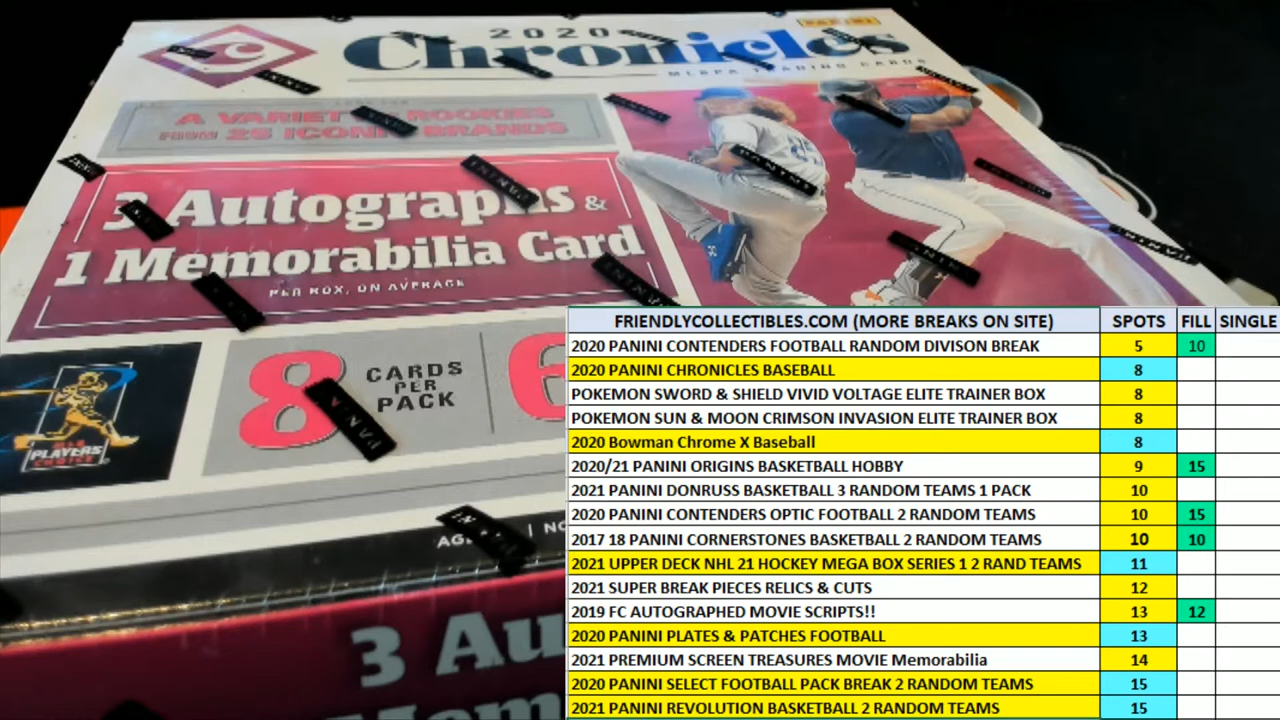 2020
PANINI
Chronicles
MLBPA TRADING CARDS
A VARIETY ROOKIES
FROM 25 ICONIC BRANDS
3 Autographs &
1 Memorabilia Card
PER BOX, ON AVERAGE
8 CARDS
PER
PACK
PLAYERS
CHOICE
3 Au
FRIENDLYCOLLECTIBLES.COM (MORE BREAKS ON SITE) SPOTS FILL SINGLE
2020 PANINI CONTENDERS FOOTBALL RANDOM DIVISON BREAK 5 10
2020 PANINI CHRONICLES BASEBALL 8
POKEMON SWORD & SHIELD VIVID VOLTAGE ELITE TRAINER BOX 8
POKEMON SUN & MOON CRIMSON INVASION ELITE TRAINER BOX 8
2020 Bowman Chrome X Baseball 8
2020/21 PANINI ORIGINS BASKETBALL HOBBY 9 15
2021 PANINI DONRUSS BASKETBALL 3 RANDOM TEAMS 1 PACK 10
2020 PANINI CONTENDERS OPTIC FOOTBALL 2 RANDOM TEAMS 10 15
2017 18 PANINI CORNERSTONES BASKETBALL 2 RANDOM TEAMS 10 10
2021 UPPER DECK NHL 21 HOCKEY MEGA BOX SERIES 1 2 RAND TEAMS 11
2021 SUPER BREAK PIECES RELICS & CUTS 12
2019 FC AUTOGRAPHED MOVIE SCRIPTS!! 13 12
2020 PANINI PLATES & PATCHES FOOTBALL 13
2021 PREMIUM SCREEN TREASURES MOVIE Memorabilia 14
2020 PANINI SELECT FOOTBALL PACK BREAK 2 RANDOM TEAMS 15
2021 PANINI REVOLUTION BASKETBALL 2 RANDOM TEAMS 15